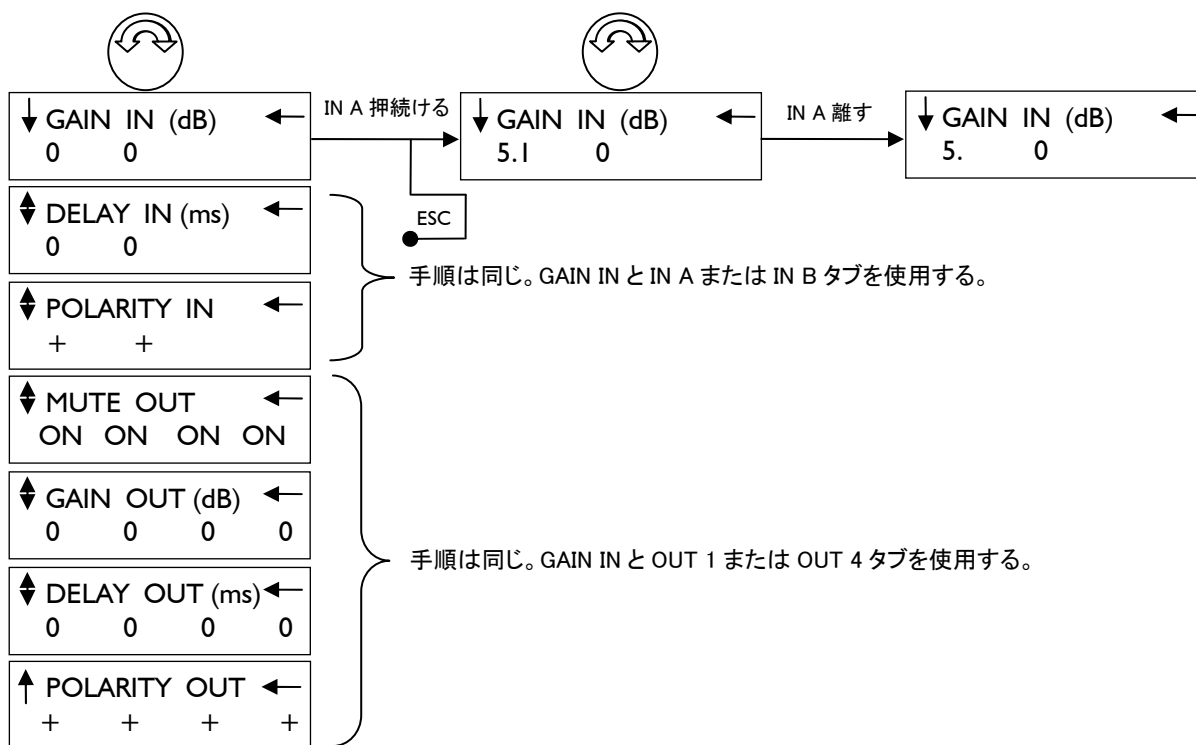 GAIN IN (dB)
0 0
IN A 押続ける
GAIN IN (dB)
5.1 0
IN A 離す
GAIN IN (dB)
5. 0
ESC
DELAY IN (ms)
0 0
手順は同じ。GAIN IN と IN A または IN B タブを使用する。
POLARITY IN
+ +
MUTE OUT
ON ON ON ON
GAIN OUT (dB)
0 0 0 0
手順は同じ。GAIN IN と OUT 1 または OUT 4 タブを使用する。
DELAY OUT (ms)
0 0 0 0
POLARITY OUT
+ + + +